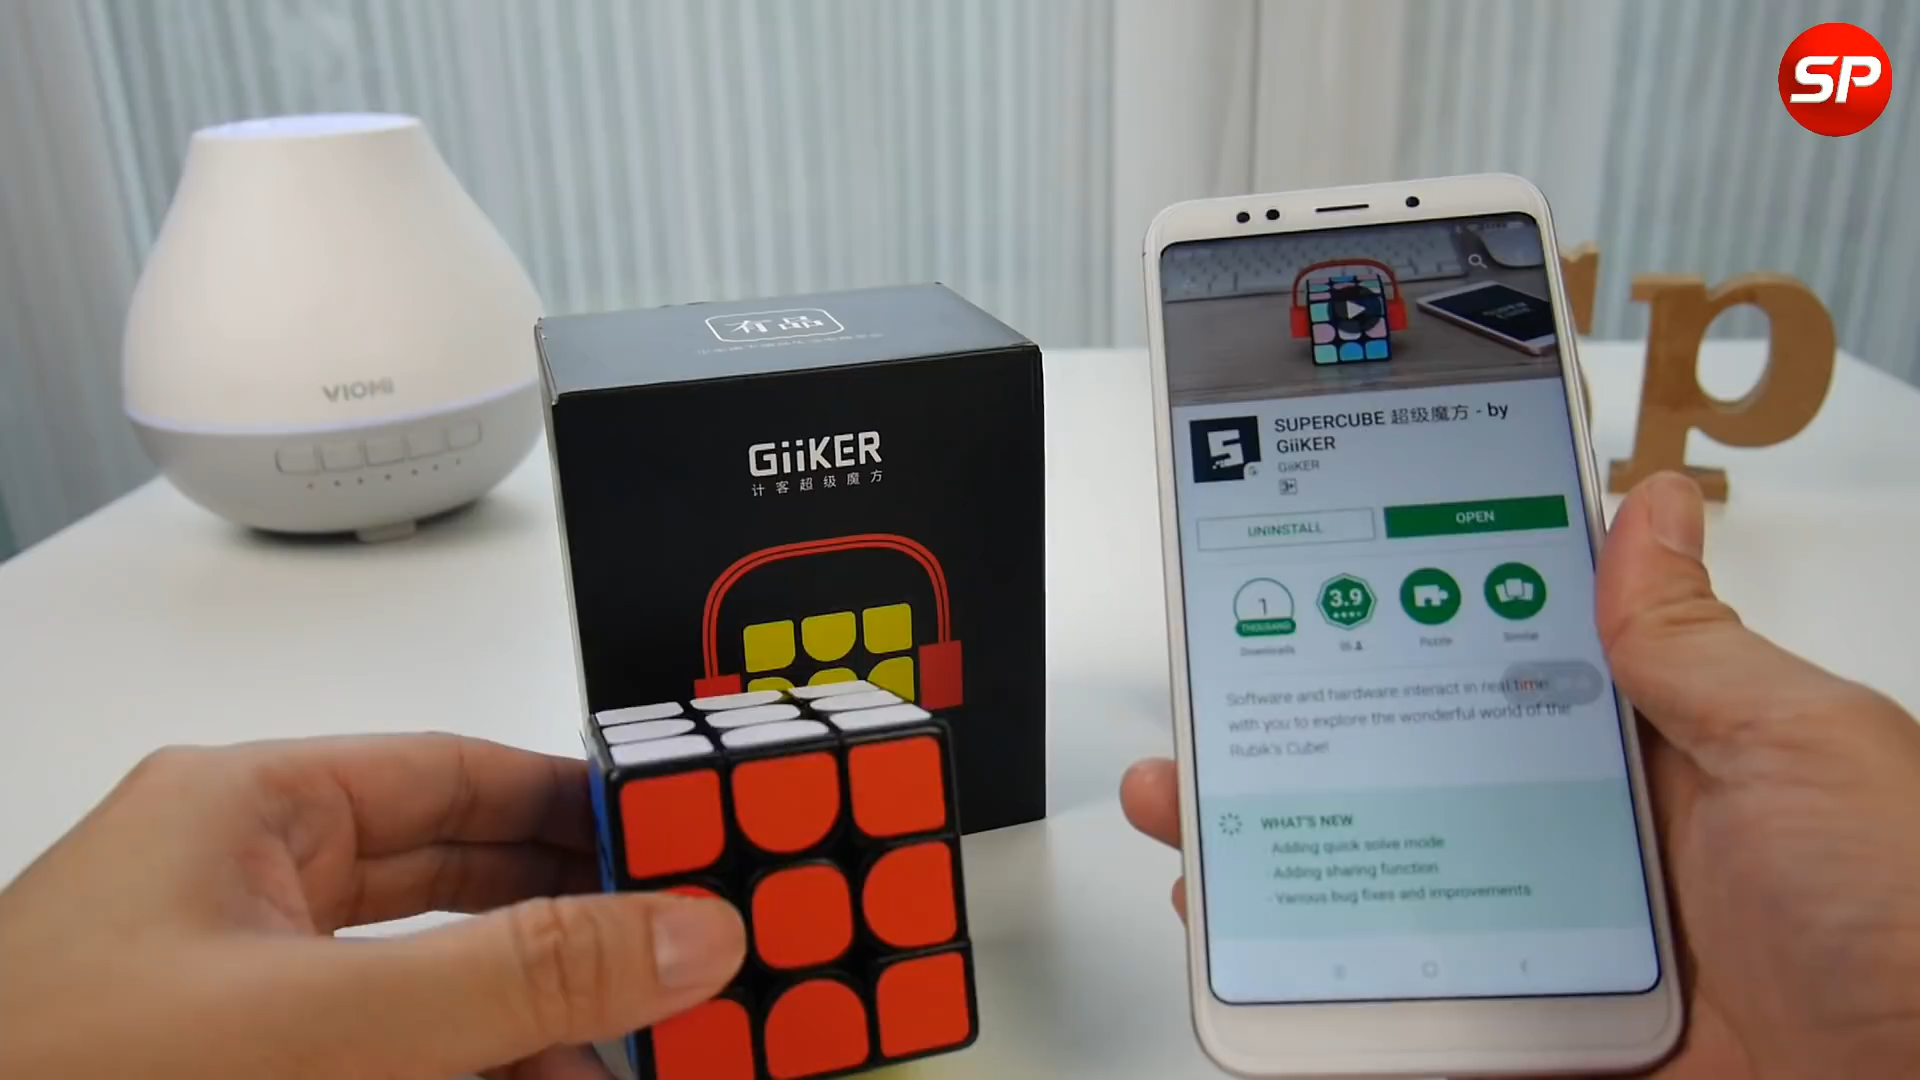 SP
VIOMI
有品
GiiKER
计客超级魔方
SUPERCUBE 超级魔方 - by
GiiKER
GiiKER
3+
UNINSTALL
OPEN
1
THOUSAND
Downloads
3.9
Similar
Software and hardware interact in real time
with you to explore the wonderful world of the
Rubik's Cube!
WHAT'S NEW
- Adding quick solve mode
- Adding sharing function
- Various bug fixes and improvements
p